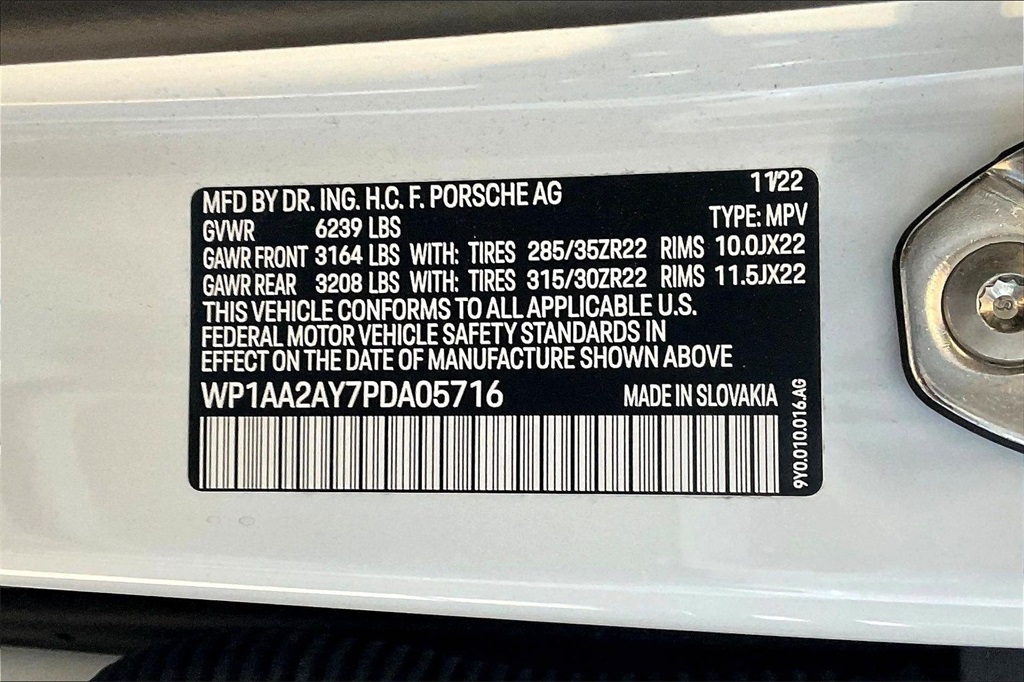 MFD BY DR. ING. H.C. F. PORSCHE AG 11/22
GVWR 6239 LBS TYPE: MPV
GAWR FRONT 3164 LBS WITH: TIRES 285/35ZR22 RIMS 10.0JX22
GAWR REAR 3208 LBS WITH: TIRES 315/30ZR22 RIMS 11.5JX22
THIS VEHICLE CONFORMS TO ALL APPLICABLE U.S.
FEDERAL MOTOR VEHICLE SAFETY STANDARDS IN
EFFECT ON THE DATE OF MANUFACTURE SHOWN ABOVE
WP1AA2AY7PDA05716 MADE IN SLOVAKIA
9Y0.010.016.AG